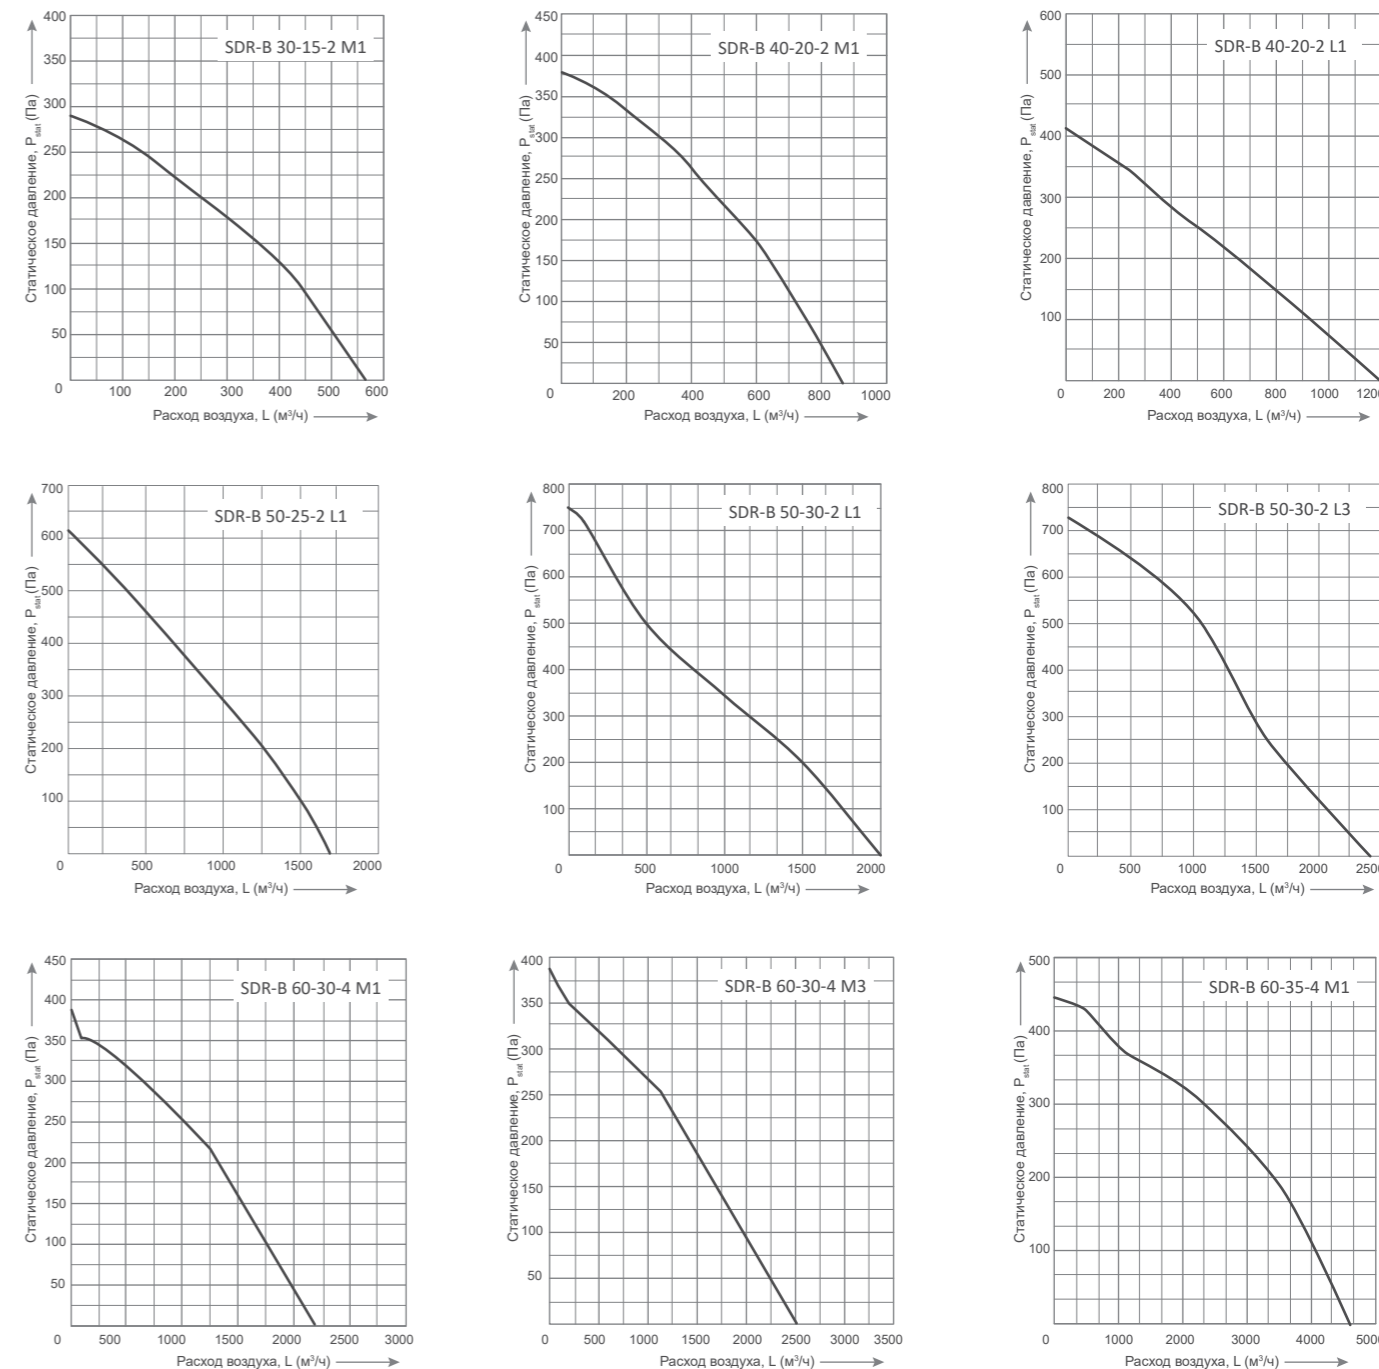 SDR-B 30-15-2 M1
Статическое давление, Pstat (Па)
400
350
300
250
200
150
100
50
0 100 200 300 400 500 600
Расход воздуха, L (м³/ч)
SDR-B 40-20-2 M1
Статическое давление, Pstat (Па)
450
400
350
300
250
200
150
100
50
0 200 400 600 800 1000
Расход воздуха, L (м³/ч)
SDR-B 40-20-2 L1
Статическое давление, Pstat (Па)
600
500
400
300
200
100
0 200 400 600 800 1000 1200
Расход воздуха, L (м³/ч)
SDR-B 50-25-2 L1
Статическое давление, Pstat (Па)
700
600
500
400
300
200
100
0 500 1000 1500 2000
Расход воздуха, L (м³/ч)
SDR-B 50-30-2 L1
Статическое давление, Pstat (Па)
800
700
600
500
400
300
200
100
0 500 1000 1500 2000
Расход воздуха, L (м³/ч)
SDR-B 50-30-2 L3
Статическое давление, Pstat (Па)
800
700
600
500
400
300
200
100
0 500 1000 1500 2000 2500
Расход воздуха, L (м³/ч)
SDR-B 60-30-4 M1
Статическое давление, Pstat (Па)
450
400
350
300
250
200
150
100
50
0 500 1000 1500 2000 2500 3000
Расход воздуха, L (м³/ч)
SDR-B 60-30-4 M3
Статическое давление, Pstat (Па)
400
350
300
250
200
150
100
50
0 500 1000 1500 2000 2500 3000 3500
Расход воздуха, L (м³/ч)
SDR-B 60-35-4 M1
Статическое давление, Pstat (Па)
500
400
300
200
100
0 1000 2000 3000 4000 5000
Расход воздуха, L (м³/ч)